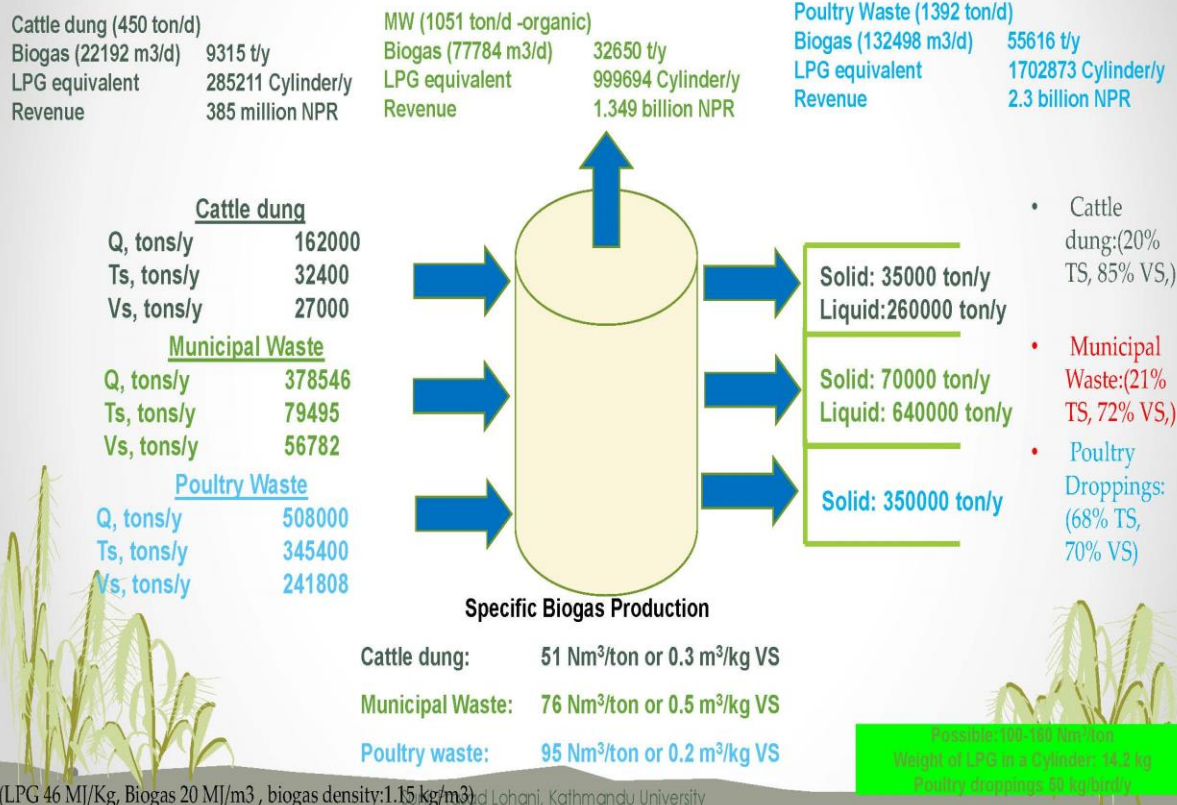 Cattle dung (450 ton/d)
Biogas (22192 m3/d) 9315 t/y
LPG equivalent 285211 Cylinder/y
Revenue 385 million NPR
MW (1051 ton/d -organic)
Biogas (77784 m3/d) 32650 t/y
LPG equivalent 999694 Cylinder/y
Revenue 1.349 billion NPR
Poultry Waste (1392 ton/d)
Biogas (132498 m3/d) 55616 t/y
LPG equivalent 1702873 Cylinder/y
Revenue 2.3 billion NPR
Cattle dung
Q, tons/y 162000
Ts, tons/y 32400
Vs, tons/y 27000
Municipal Waste
Q, tons/y 378546
Ts, tons/y 79495
Vs, tons/y 56782
Poultry Waste
Q, tons/y 508000
Ts, tons/y 345400
Vs, tons/y 241808
Solid: 35000 ton/y
Liquid:260000 ton/y
Solid: 70000 ton/y
Liquid: 640000 ton/y
Solid: 350000 ton/y
• Cattle
dung:(20%
TS, 85% VS,)
• Municipal
Waste:(21%
TS, 72% VS,)
• Poultry
Droppings:
(68% TS,
70% VS)
Specific Biogas Production
Cattle dung: 51 Nm³/ton or 0.3 m³/kg VS
Municipal Waste: 76 Nm³/ton or 0.5 m³/kg VS
Poultry waste: 95 Nm³/ton or 0.2 m³/kg VS
Possible:100-160 Nm³/ton
Weight of LPG in a Cylinder: 14.2 kg
Poultry droppings 60 kg/bird/y
(LPG 46 MJ/Kg, Biogas 20 MJ/m3 , biogas density:1.15 kg/m3)
Lohani, Kathmandu University